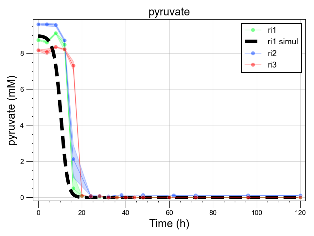 pyruvate
ri1
ri1 simul
ri2
ri3
pyruvate (mM)
8
6
4
2
0
0
20
40
60
80
100
120
Time (h)